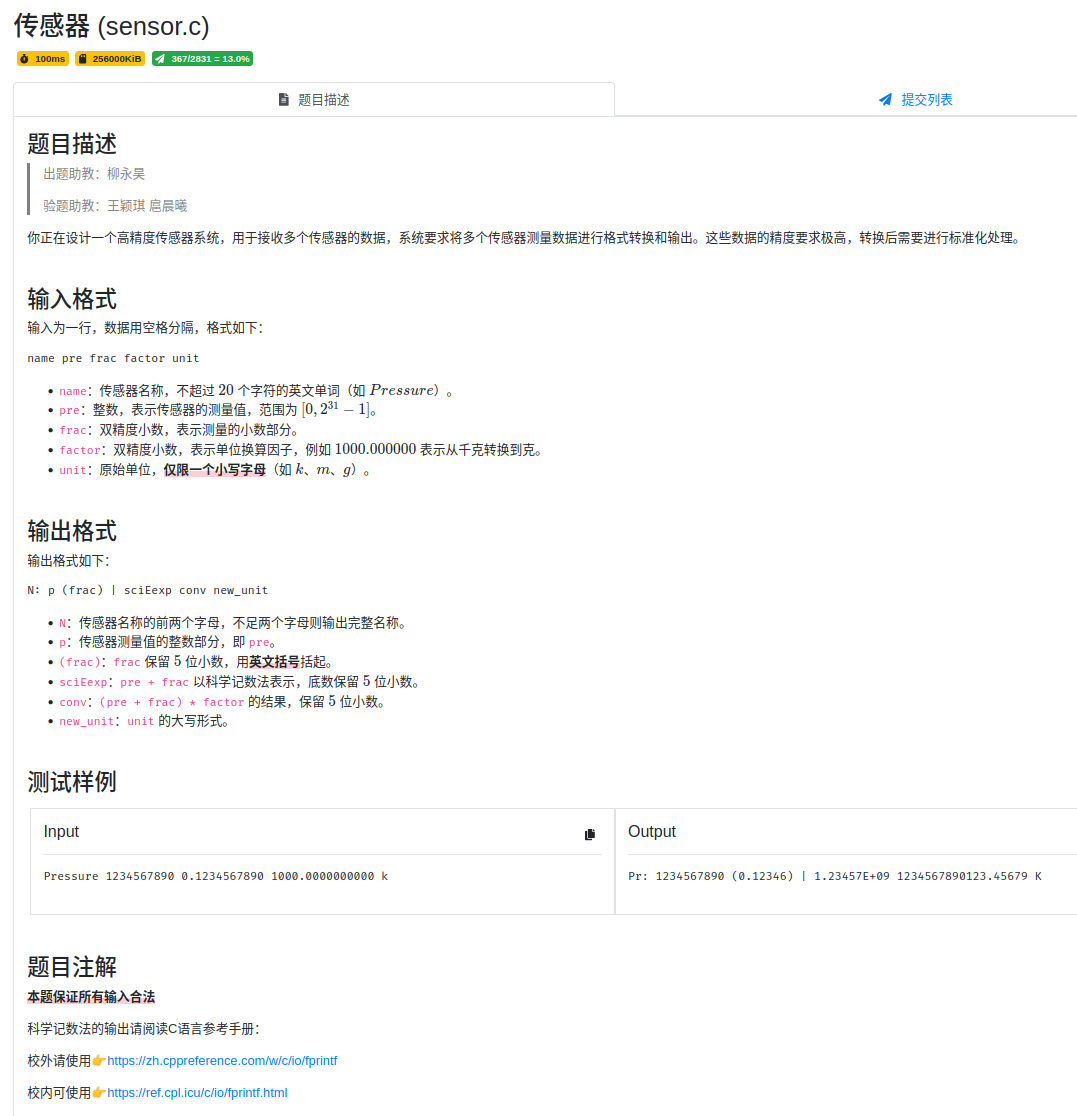 传感器 (sensor.c)
100ms 256000KiB 367/2831 = 13.0%
题目描述 提交列表
题目描述
出题助教：柳永昊
验题助教：王颖琪 扈晨曦
你正在设计一个高精度传感器系统，用于接收多个传感器的数据，系统要求将多个传感器测量数据进行格式转换和输出。这些数据的精度要求极高，转换后需要进行标准化处理。
输入格式
输入为一行，数据用空格分隔，格式如下：
name pre frac factor unit
• name：传感器名称，不超过 20 个字符的英文单词（如 Pressure）。
• pre：整数，表示传感器的测量值，范围为 [0, 2^31 − 1]。
• frac：双精度小数，表示测量的小数部分。
• factor：双精度小数，表示单位换算因子，例如 1000.000000 表示从千克转换到克。
• unit：原始单位，仅限一个小写字母（如 k、m、g）。
输出格式
输出格式如下：
N: p (frac) | sciEexp conv new_unit
• N：传感器名称的前两个字母，不足两个字母则输出完整名称。
• p：传感器测量值的整数部分，即 pre。
• (frac)：frac 保留 5 位小数，用英文括号括起。
• sciEexp：pre + frac 以科学记数法表示，底数保留 5 位小数。
• conv：(pre + frac) * factor 的结果，保留 5 位小数。
• new_unit：unit 的大写形式。
测试样例
Input Output
Pressure 1234567890 0.1234567890 1000.0000000000 k Pr: 1234567890 (0.12346) | 1.23457E+09 1234567890123.45679 K
题目注解
本题保证所有输入合法
科学记数法的输出请阅读C语言参考手册：
校外请使用👉https://zh.cppreference.com/w/c/io/fprintf
校内可使用👉https://ref.cpl.icu/c/io/fprintf.html